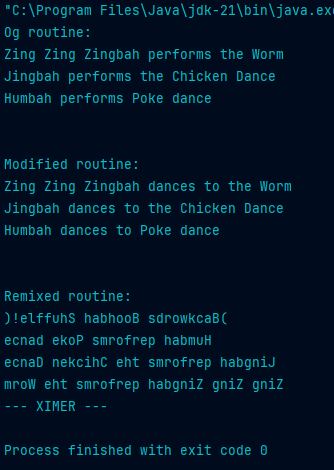 "C:\Program Files\Java\jdk-21\bin\java.exe
Og routine:
Zing Zing Zingbah performs the Worm
Jingbah performs the Chicken Dance
Humbah performs Poke dance
Modified routine:
Zing Zing Zingbah dances to the Worm
Jingbah dances to the Chicken Dance
Humbah dances to Poke dance
Remixed routine:
)!elffuhS habhooB sdrowkcaB(
ecnad ekoP smrofrep habmuH
ecnaD nekcihC eht smrofrep habgniJ
mroW eht smrofrep habgniZ gniZ gniZ
--- XIMER ---
Process finished with exit code 0